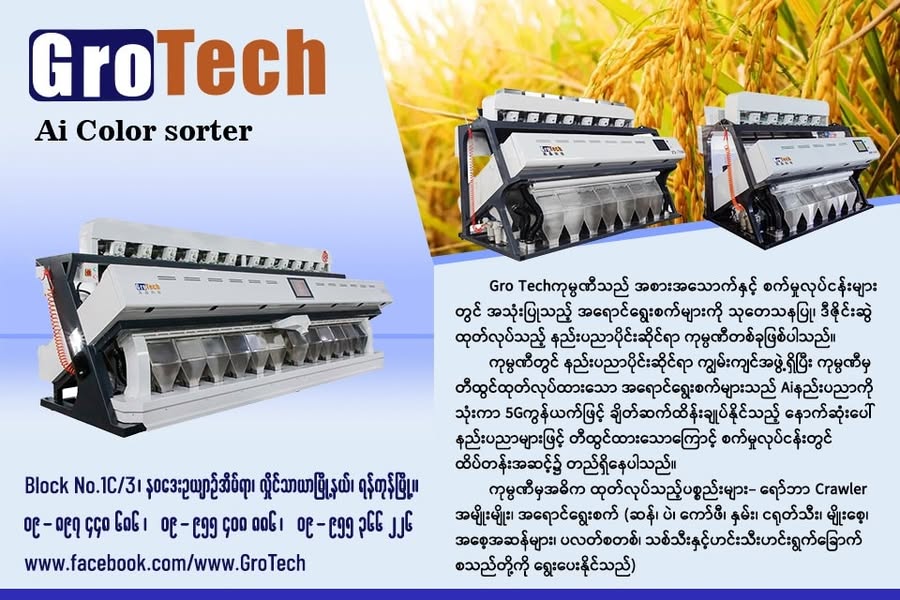 GroTech
Ai Color sorter
GroTech
Gro Techကုမ္ပဏီသည် အစားအသောက်နှင့် စက်မှုလုပ်ငန်းများ
တွင် အသုံးပြုသည့် အရောင်ရွေးစက်များကို သုတေသနပြု၊ ဒီဇိုင်းဆွဲ
ထုတ်လုပ်သည့် နည်းပညာပိုင်းဆိုင်ရာ ကုမ္ပဏီတစ်ခုဖြစ်ပါသည်။
ကုမ္ပဏီတွင် နည်းပညာပိုင်းဆိုင်ရာ ကျွမ်းကျင်အဖွဲ့ရှိပြီး ကုမ္ပဏီမှ
တီထွင်ထုတ်လုပ်ထားသော အရောင်ရွေးစက်များသည် Aiနည်းပညာကို
သုံးကာ 5Gကွန်ယက်ဖြင့် ချိတ်ဆက်ထိန်းချုပ်နိုင်သည့် နောက်ဆုံးပေါ်
နည်းပညာများဖြင့် တီထွင်ထားသောကြောင့် စက်မှုလုပ်ငန်းတွင်
ထိပ်တန်းအဆင့်၌ တည်ရှိနေပါသည်။
ကုမ္ပဏီမှအဓိက ထုတ်လုပ်သည့်ပစ္စည်းများ– ရော်ဘာ Crawler
အမျိုးမျိုး၊ အရောင်ရွေးစက် (ဆန်၊ ပဲ၊ ကော်ဖီ၊ နှမ်း၊ ငရုတ်သီး၊ မျိုးစေ့၊
အစေ့အဆန်များ၊ ပလတ်စတစ်၊ သစ်သီးနှင့်ဟင်းသီးဟင်းရွက်ခြောက်
စသည်တို့ကို ရွေးပေးနိုင်သည်)
Block No.1C/3၊ နဝဒေးဥယျာဉ်အိမ်ရာ၊ လှိုင်သာယာမြို့နယ်၊ ရန်ကုန်မြို့။
၀၉ – ၈၉၇ ၄၄၈ ၆၈၆ ၊ ၀၉ – ၉၅၅ ၄၀၈ ၈၈၆ ၊ ၀၉ – ၉၅၅ ၃၆၆ ၂၂၆
www.facebook.com/www.GroTech